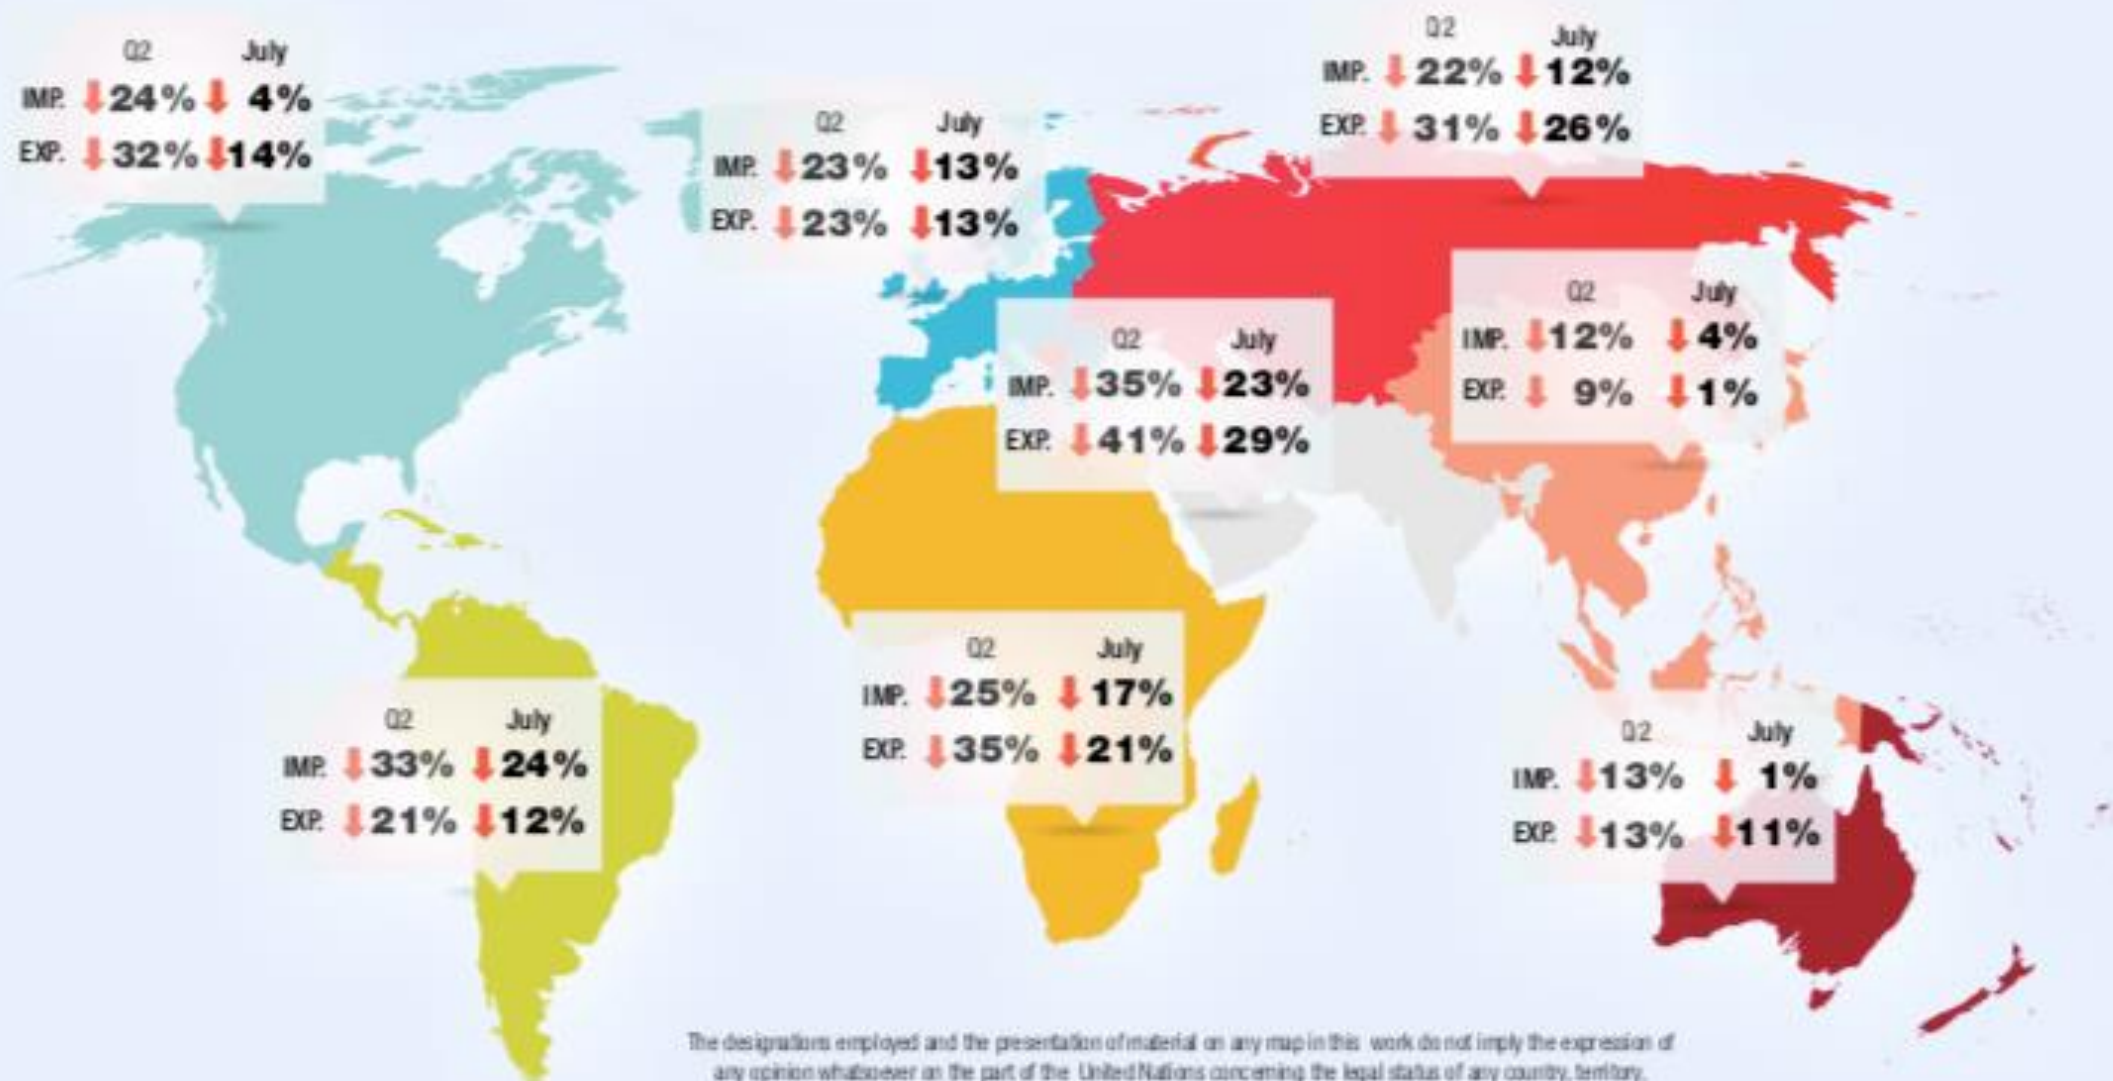 Q2 July
IMP. 24% 4%
EXP. 32% 14%
Q2 July
IMP. 23% 13%
EXP. 23% 13%
Q2 July
IMP. 22% 12%
EXP. 31% 26%
Q2 July
IMP. 35% 23%
EXP. 41% 29%
Q2 July
IMP. 12% 4%
EXP. 9% 1%
Q2 July
IMP. 33% 24%
EXP. 21% 12%
Q2 July
IMP. 25% 17%
EXP. 35% 21%
Q2 July
IMP. 13% 1%
EXP. 13% 11%
The designations employed and the presentation of material on any map in this work do not imply the expression of
any opinion whatsoever on the part of the United Nations concerning the legal status of any country, territory,